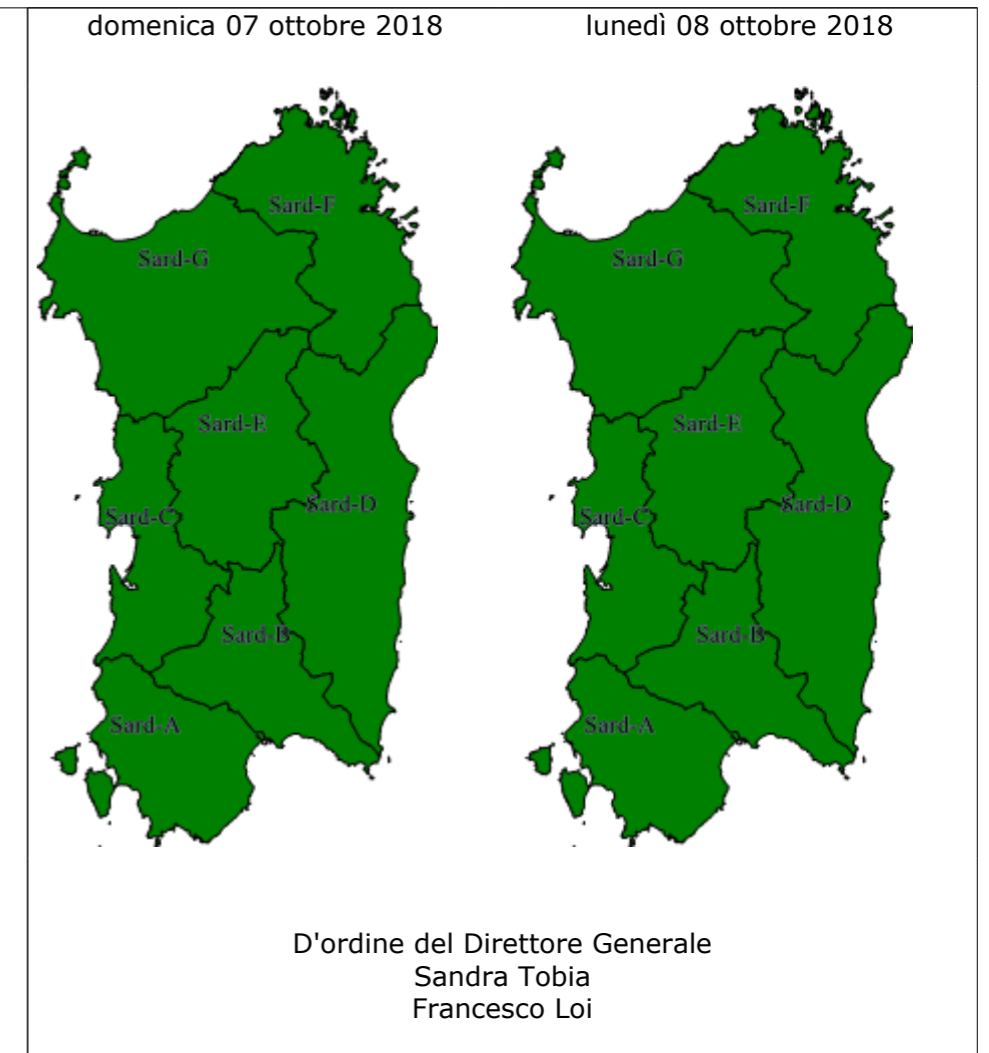 domenica 07 ottobre 2018
lunedì 08 ottobre 2018
Sard-F
Sard-G
Sard-E
Sard-D
Sard-C
Sard-B
Sard-A
Sard-F
Sard-G
Sard-E
Sard-D
Sard-C
Sard-B
Sard-A
D'ordine del Direttore Generale
Sandra Tobia
Francesco Loi